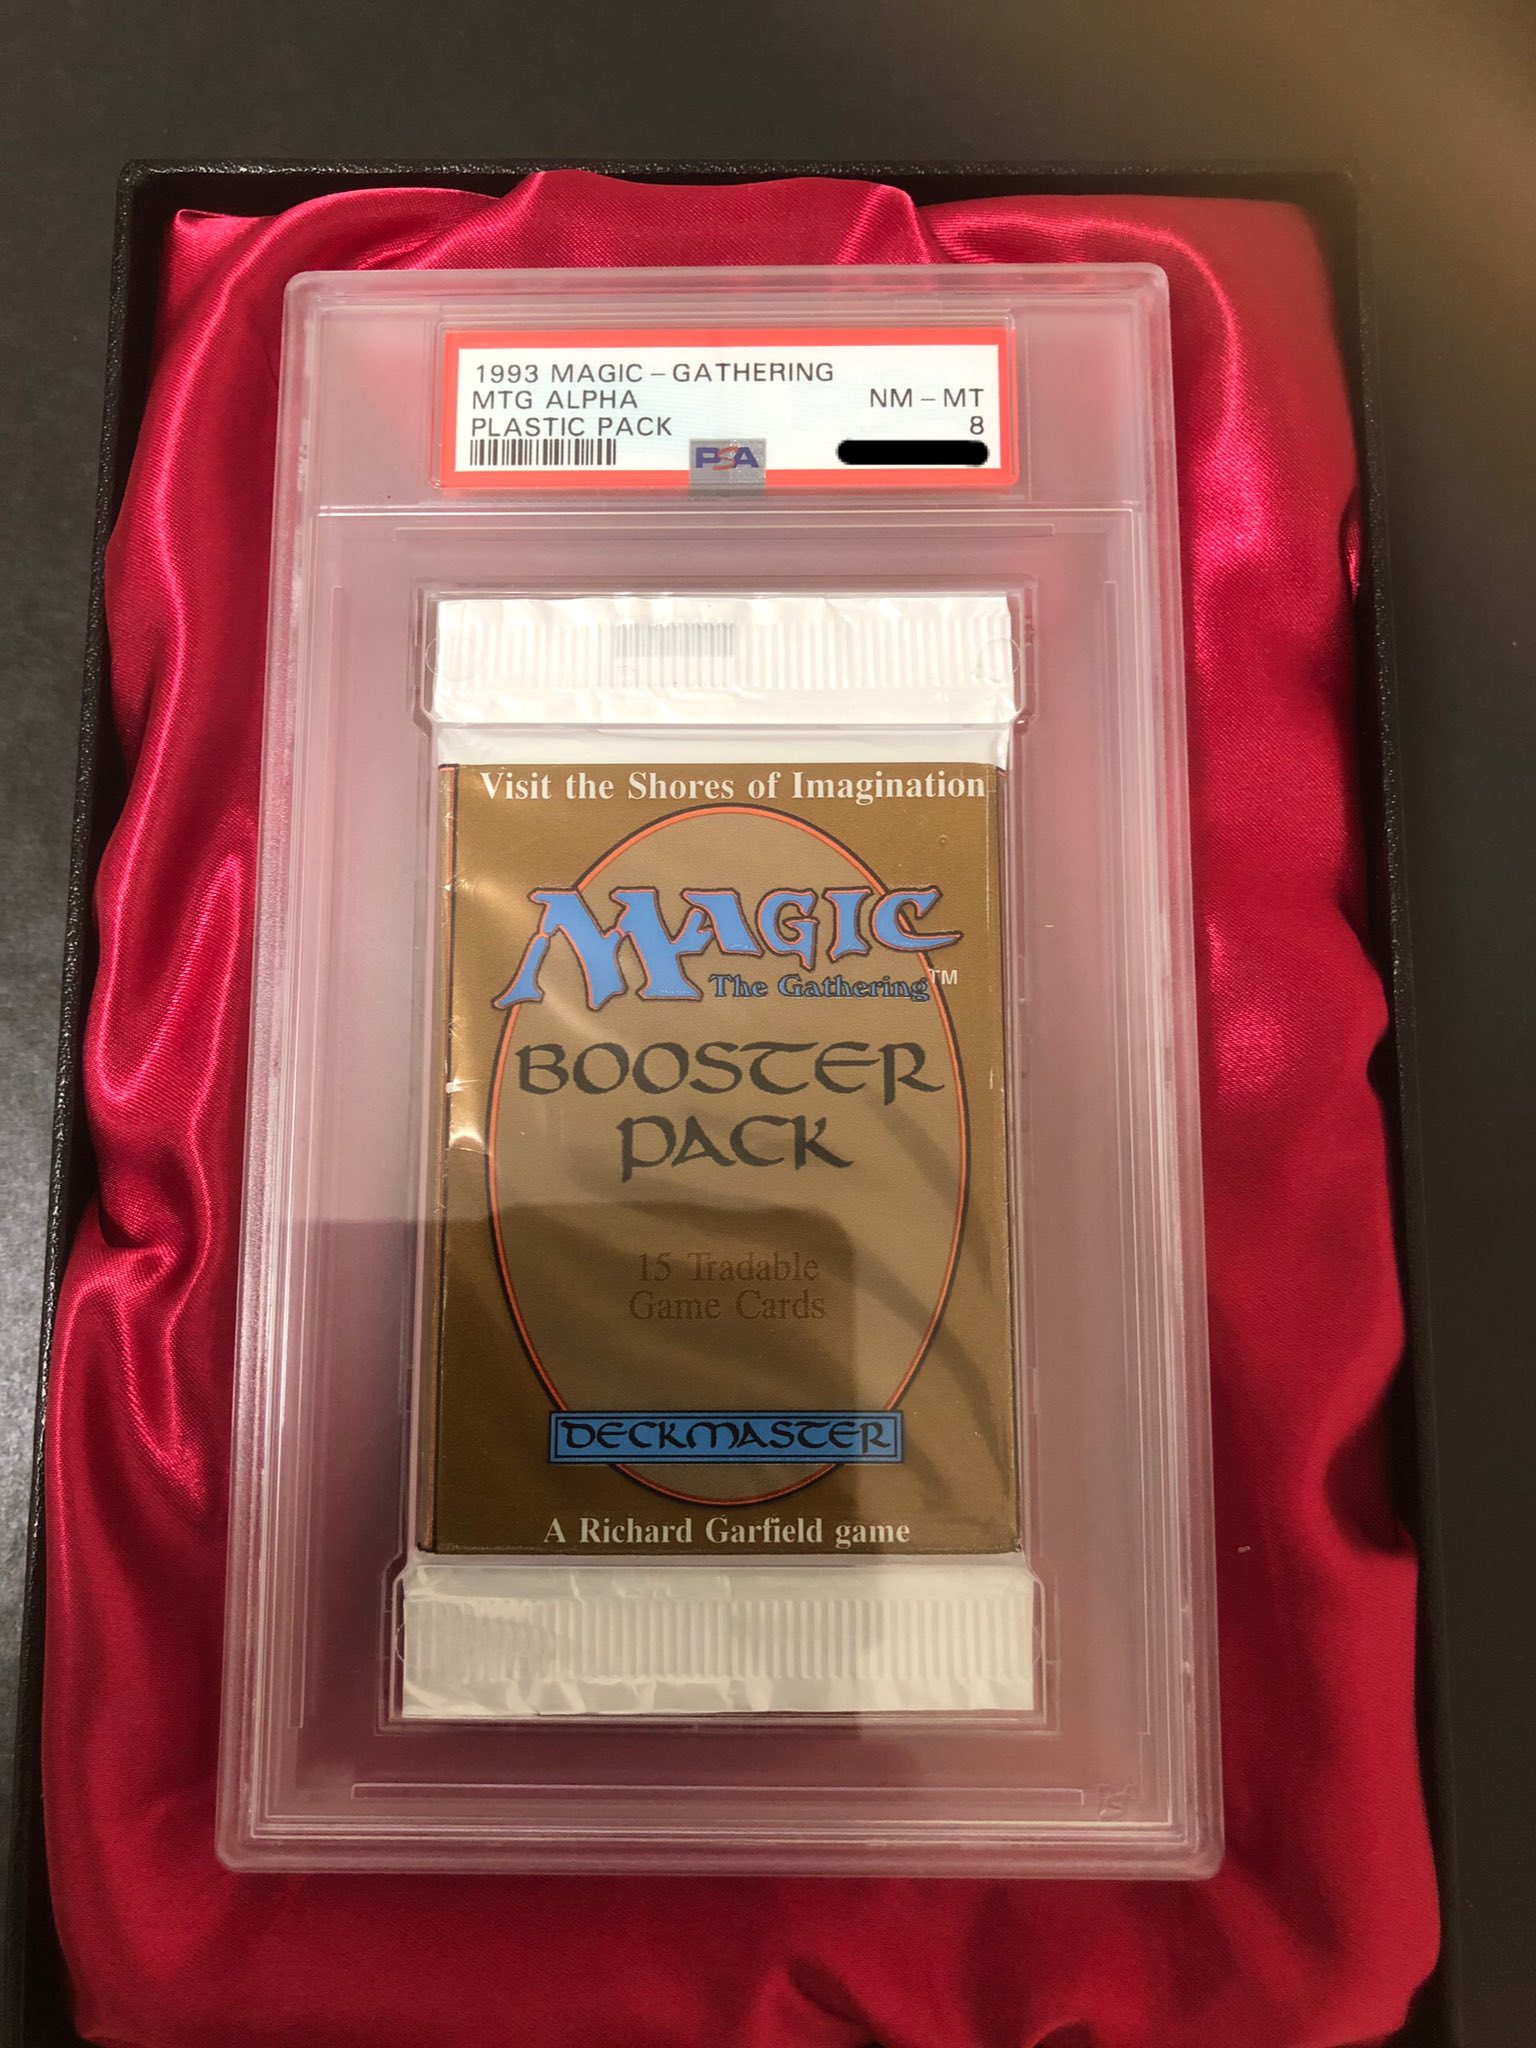 1993 MAGIC - GATHERING
MTG ALPHA
NM - MT
PLASTIC PACK
8
PSA
Visit the Shores of Imagination
MAGIC
The Gathering™
BOOSTER
PACK
15 Tradable
Game Cards
DECKMASTER
A Richard Garfield game